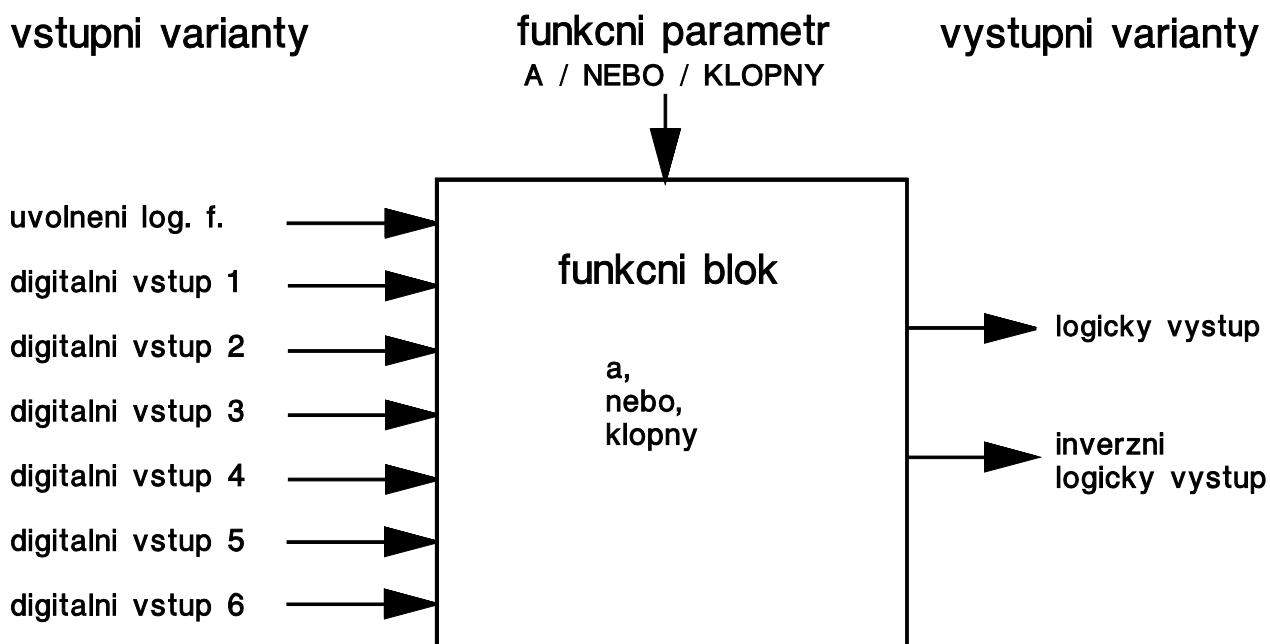 vstupni varianty
funkcni parametr
vystupni varianty
A / NEBO / KLOPNY
uvolneni log. f.
digitalni vstup 1
digitalni vstup 2
digitalni vstup 3
digitalni vstup 4
digitalni vstup 5
digitalni vstup 6
funkcni blok
a,
nebo,
klopny
logicky vystup
inverzni
logicky vystup